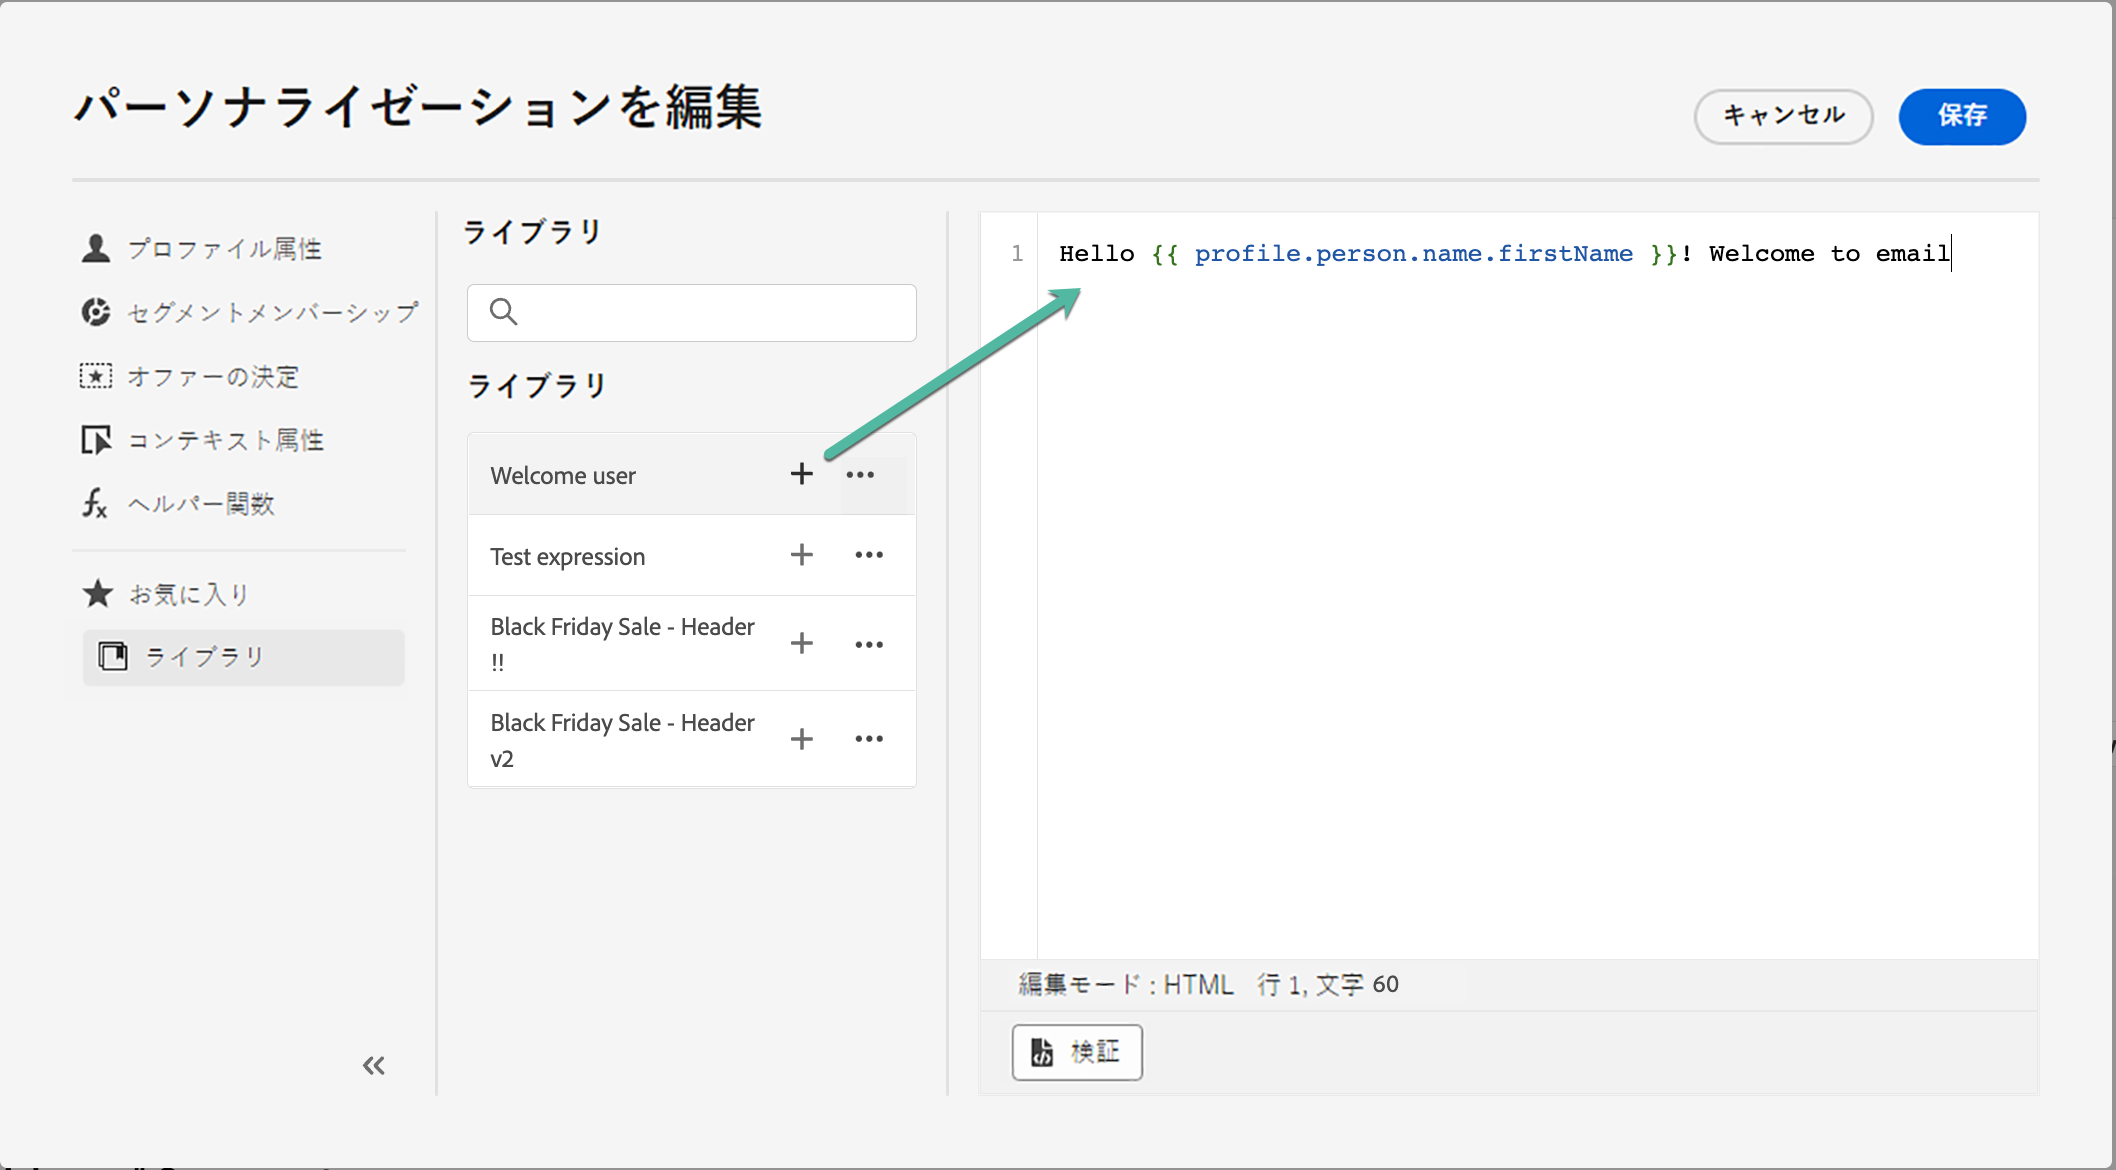 パーソナライゼーションを編集
キャンセル
保存
プロファイル属性
セグメントメンバーシップ
オファーの決定
コンテキスト属性
ヘルパー関数
お気に入り
ライブラリ
ライブラリ
ライブラリ
Welcome user
Test expression
Black Friday Sale - Header
!!
Black Friday Sale - Header
v2
1 Hello {{ profile.person.name.firstName }}! Welcome to email
編集モード : HTML 行 1, 文字 60
検証